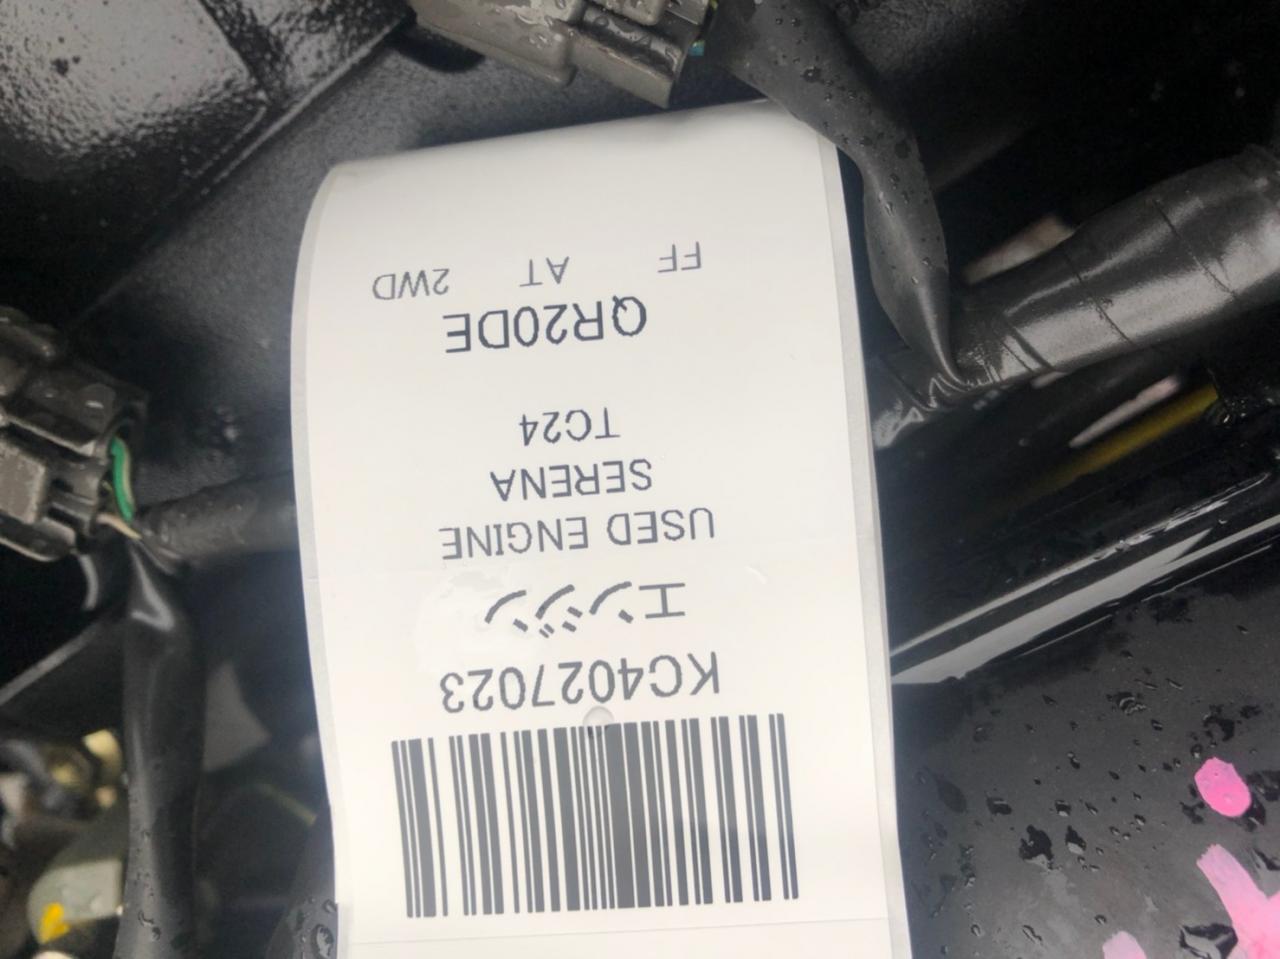 KC4027023
エンジン
USED ENGINE
SERENA
TC24
QR20DE
FF AT 2WD